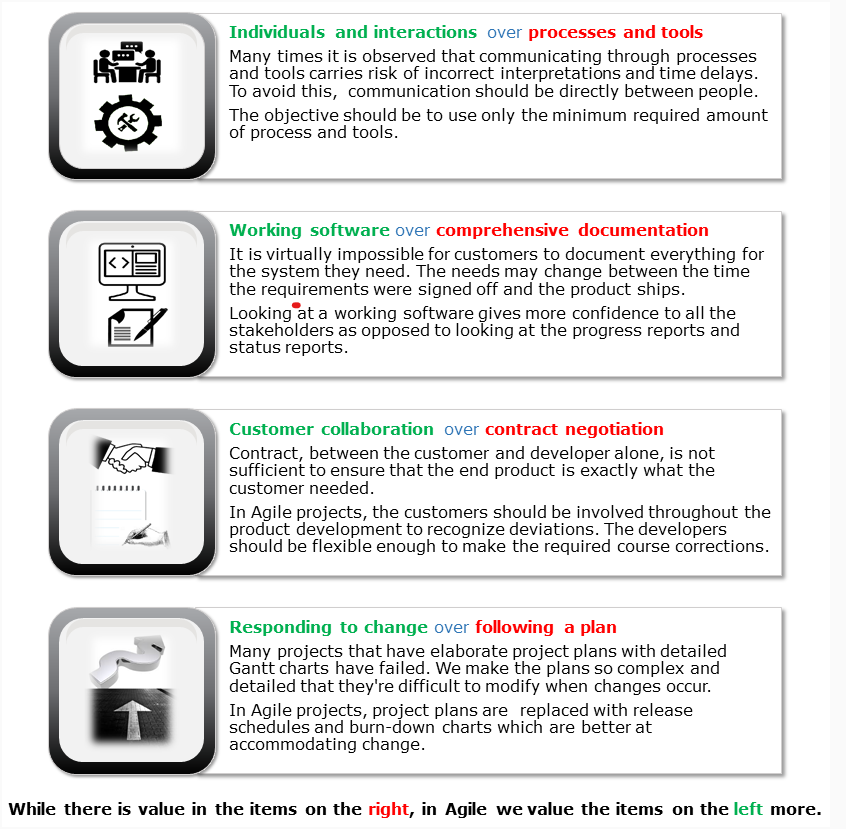 Individuals and interactions over processes and tools
Many times it is observed that communicating through processes
and tools carries risk of incorrect interpretations and time delays.
To avoid this, communication should be directly between people.
The objective should be to use only the minimum required amount
of process and tools.
Working software over comprehensive documentation
It is virtually impossible for customers to document everything for
the system they need. The needs may change between the time
the requirements were signed off and the product ships.
Looking at a working software gives more confidence to all the
stakeholders as opposed to looking at the progress reports and
status reports.
Customer collaboration over contract negotiation
Contract, between the customer and developer alone, is not
sufficient to ensure that the end product is exactly what the
customer needed.
In Agile projects, the customers should be involved throughout the
product development to recognize deviations. The developers
should be flexible enough to make the required course corrections.
Responding to change over following a plan
Many projects that have elaborate project plans with detailed
Gantt charts have failed. We make the plans so complex and
detailed that they're difficult to modify when changes occur.
In Agile projects, project plans are replaced with release
schedules and burn-down charts which are better at
accommodating change.
While there is value in the items on the right, in Agile we value the items on the left more.